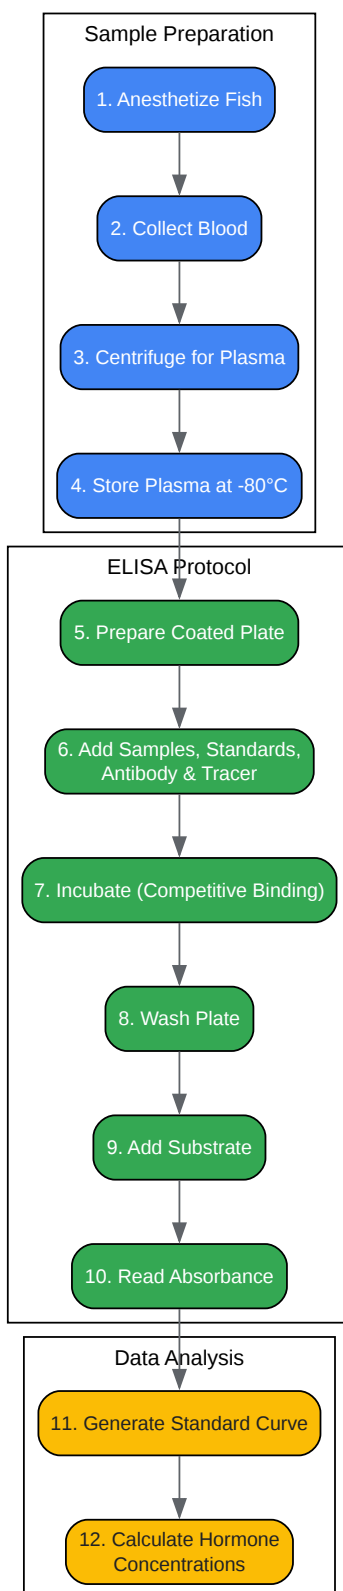 Sample Preparation
1. Anesthetize Fish
2. Collect Blood
3. Centrifuge for Plasma
4. Store Plasma at -80°C
ELISA Protocol
5. Prepare Coated Plate
6. Add Samples, Standards,
Antibody & Tracer
7. Incubate (Competitive Binding)
8. Wash Plate
9. Add Substrate
10. Read Absorbance
Data Analysis
11. Generate Standard Curve
12. Calculate Hormone
Concentrations